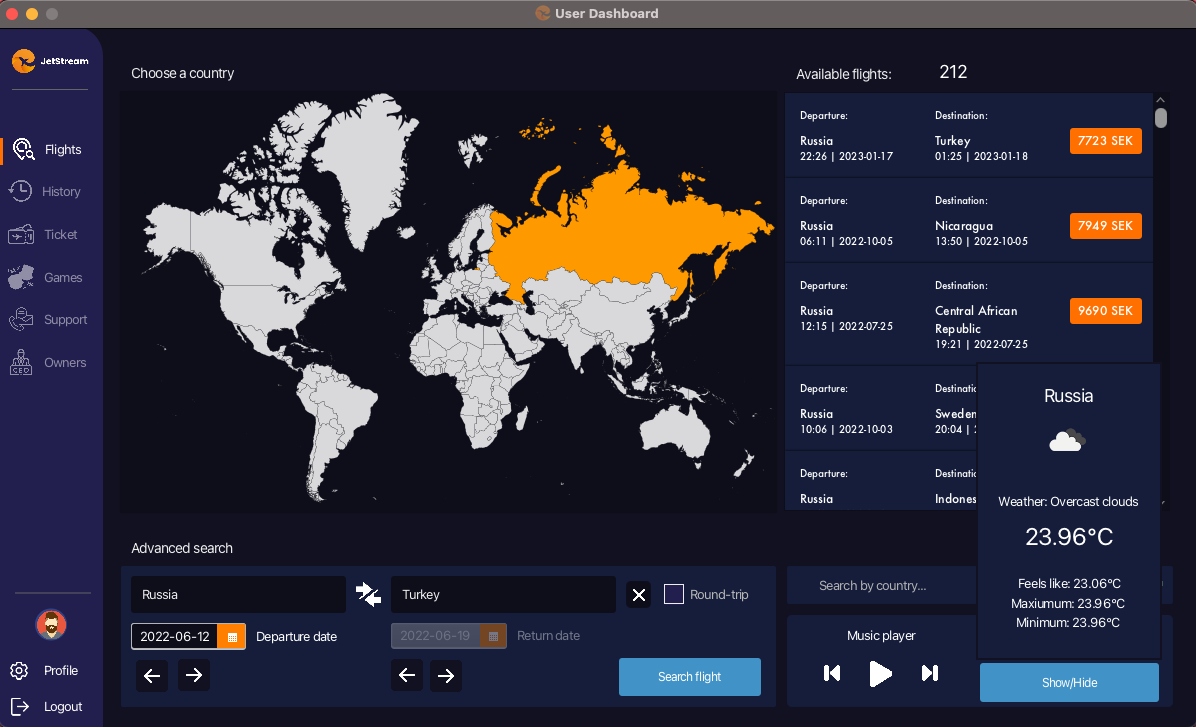 User Dashboard
JetStream
Flights
History
Ticket
Games
Support
CEO
Owners
Profile
Logout
Choose a country
Available flights: 212
Departure: Destination:
Russia Turkey 7723 SEK
22:26 | 2023-01-17 01:25 | 2023-01-18
Departure: Destination:
Russia Nicaragua 7949 SEK
06:11 | 2022-10-05 13:50 | 2022-10-05
Departure: Destination:
Russia Central African 9690 SEK
Republic
12:15 | 2022-07-25 19:21 | 2022-07-25
Departure: Destinatio
Russia Sweden
10:06 | 2022-10-03 20:04 |
Departure: Destinatio
Russia Indones
Russia
Weather: Overcast clouds
23.96°C
Feels like: 23.06°C
Maxiumum: 23.96°C
Minimum: 23.96°C
Show/Hide
Advanced search
Russia Turkey Round-trip
2022-06-12 Departure date 2022-06-19 Return date
Search flight
Search by country...
Music player